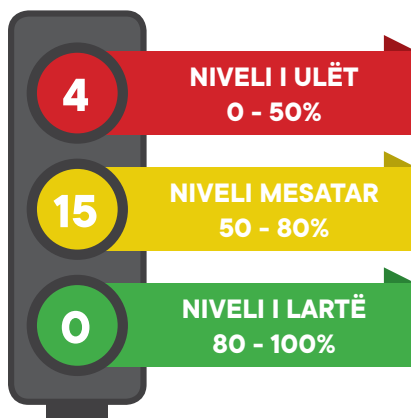 4
NIVELI I ULËT
0 - 50%
15
NIVELI MESATAR
50 - 80%
0
NIVELI I LARTË
80 - 100%